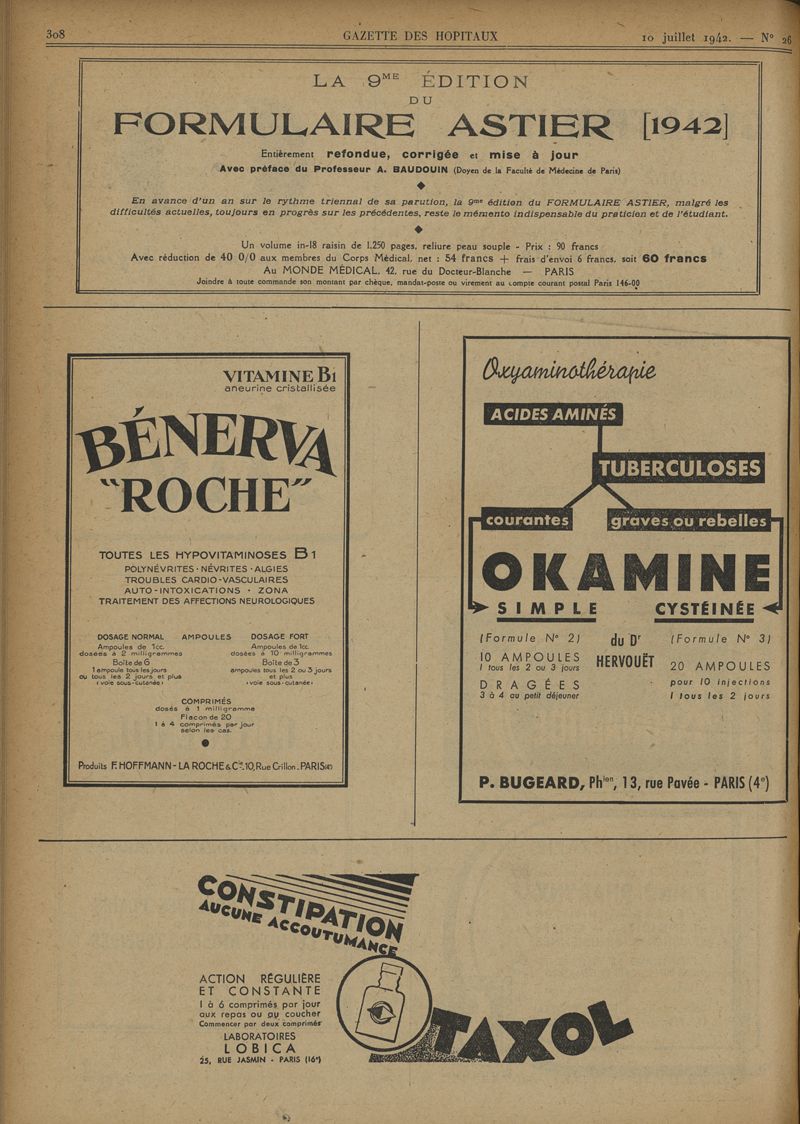 308
GAZETTE DES HOPITAUX
10 juillet 1942. — N° 26
LA 9ME ÉDITION
DU
FORMULAIRE ASTIER [1942]
Entièrement refondue, corrigée et mise à jour
Avec préface du Professeur A. BAUDOUIN (Doyen de la Faculté de Médecine de Paris)
En avance d'un an sur le rythme triennal de sa parution, la 9me édition du FORMULAIRE ASTIER, malgré les
difficultés actuelles, toujours en progrès sur les précédentes, reste le mémento indispensable du praticien et de l'étudiant.
Un volume in-18 raisin de 1.250 pages, reliure peau souple - Prix : 90 francs
Avec réduction de 40 0/0 aux membres du Corps Médical, net : 54 francs + frais d'envoi 6 francs, soit 60 francs
Au MONDE MÉDICAL, 42, rue du Docteur-Blanche — PARIS
Joindre à toute commande son montant par chèque, mandat-poste ou virement au compte courant postal Paris 146-00
VITAMINE B1
aneurine cristallisée
BÉNERVA
"ROCHE"
TOUTES LES HYPOVITAMINOSES B1
POLYNÉVRITES · NÉVRITES · ALGIES
TROUBLES CARDIO-VASCULAIRES
AUTO-INTOXICATIONS · ZONA
TRAITEMENT DES AFFECTIONS NEUROLOGIQUES
DOSAGE NORMAL AMPOULES DOSAGE FORT
Ampoules de 1cc.
dosées à 2 milligrammes
Boîte de 6
1 ampoule tous les jours
ou tous les 2 jours et plus
(voie sous-cutanée)
Ampoules de 1cc.
dosées à 10 milligrammes
Boîte de 3
ampoules tous les 2 ou 3 jours
et plus
(voie sous-cutanée)
COMPRIMÉS
dosés à 1 milligramme
Flacon de 20
1 à 4 comprimés par jour
selon les cas.
Produits F. HOFFMANN-LA ROCHE & Cie. 10, Rue Crillon. PARIS (4e)
Oxyaminothérapie
ACIDES AMINÉS
TUBERCULOSES
courantes
graves ou rebelles
OKAMINE
SIMPLE
CYSTÉINÉE
(Formule N° 2)
10 AMPOULES
1 tous les 2 ou 3 jours
DRAGÉES
3 à 4 au petit déjeuner
du Dr
HERVOUËT
(Formule N° 3)
20 AMPOULES
pour 10 injections
1 tous les 2 jours
P. BUGEARD, Phien, 13, rue Pavée - PARIS (4e)
CONSTIPATION
AUCUNE ACCOUTUMANCE
ACTION RÉGULIÈRE
ET CONSTANTE
1 à 6 comprimés par jour
aux repas ou au coucher
Commencer par deux comprimés
LABORATOIRES
LOBICA
25, RUE JASMIN - PARIS (16e)
TAXOL